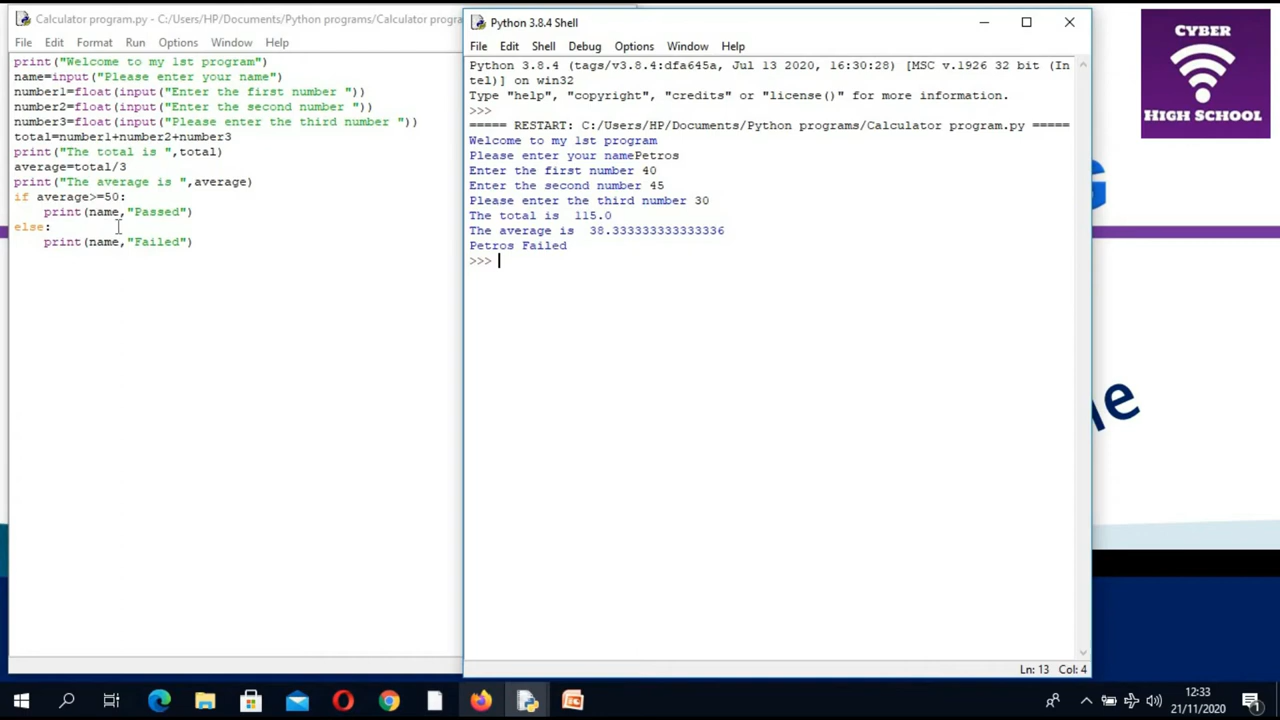 Calculator program.py - C:/Users/HP/Documents/Python programs/Calculator progra
File Edit Format Run Options Window Help
print("Welcome to my lst program")
name=input("Please enter your name")
number1=float(input("Enter the first number "))
number2=float(input("Enter the second number "))
number3=float(input("Please enter the third number "))
total=number1+number2+number3
print("The total is ",total)
average=total/3
print("The average is ",average)
if average>=50:
    print(name,"Passed")
else:
    print(name,"Failed")
Python 3.8.4 Shell
File Edit Shell Debug Options Window Help
Python 3.8.4 (tags/v3.8.4:dfa645a, Jul 13 2020, 16:30:28) [MSC v.1926 32 bit (In
tel)] on win32
Type "help", "copyright", "credits" or "license()" for more information.
>>>
===== RESTART: C:/Users/HP/Documents/Python programs/Calculator program.py =====
Welcome to my lst program
Please enter your namePetros
Enter the first number 40
Enter the second number 45
Please enter the third number 30
The total is  115.0
The average is  38.333333333333336
Petros Failed
>>>
Ln: 13 Col: 4
CYBER
HIGH SCHOOL
G
ne
12:33
21/11/2020
1